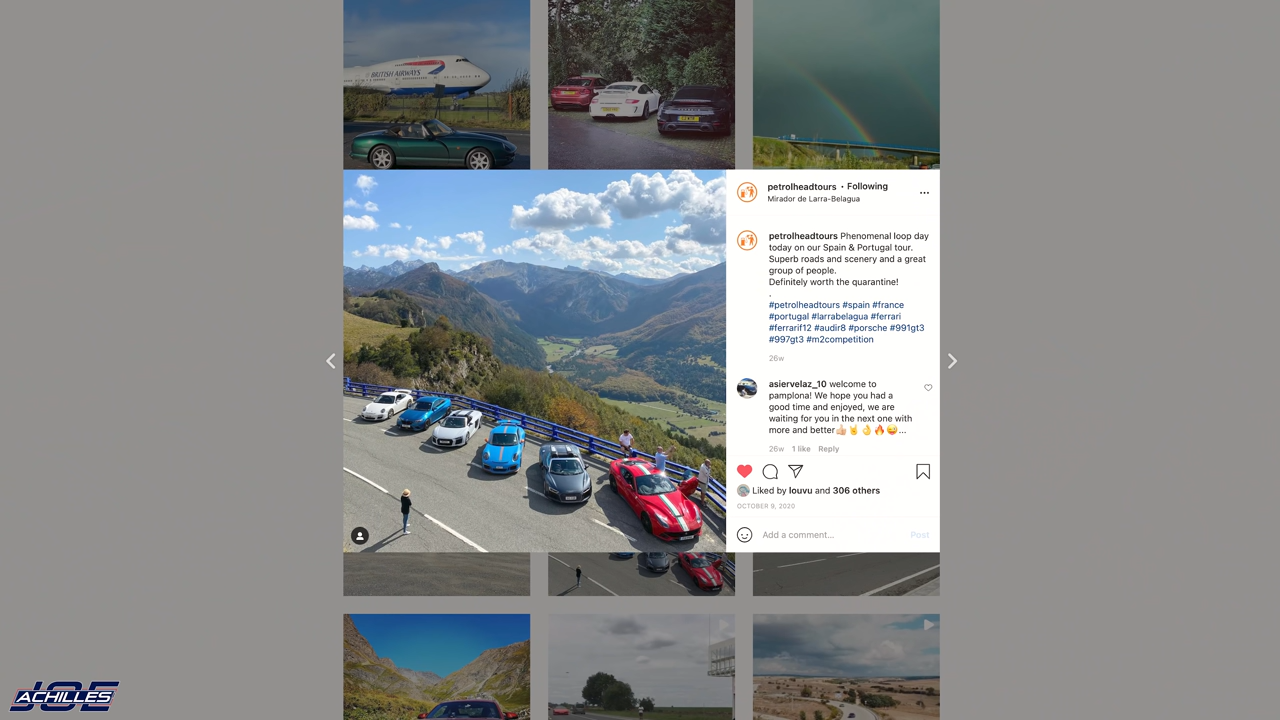 BRITISH AIRWAYS
petrolheadtours • Following
Mirador de Larra-Belagua
petrolheadtours Phenomenal loop day
today on our Spain & Portugal tour.
Superb roads and scenery and a great
group of people.
Definitely worth the quarantine!
.
#petrolheadtours #spain #france
#portugal #larrabelagua #ferrari
#ferrarif12 #audir8 #porsche #991gt3
#997gt3 #m2competition
26w
asiervelaz_10 welcome to
pamplona! We hope you had a
good time and enjoyed, we are
waiting for you in the next one with
more and better👍🏻🤘👌🔥😄...
26w 1 like Reply
Liked by louvu and 306 others
OCTOBER 9, 2020
Add a comment...
Post
JOE
ACHILLES